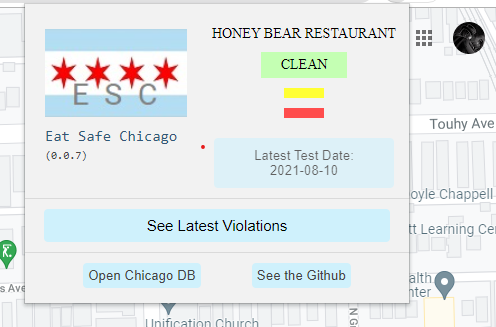 HONEY BEAR RESTAURANT
CLEAN
E S C
Eat Safe Chicago
(0.0.7)
Latest Test Date:
2021-08-10
See Latest Violations
Open Chicago DB
See the Github
Touhy Ave
oyle Chappell
tt Learning Cen
alth
enter
s Ave
N G
Unification Church